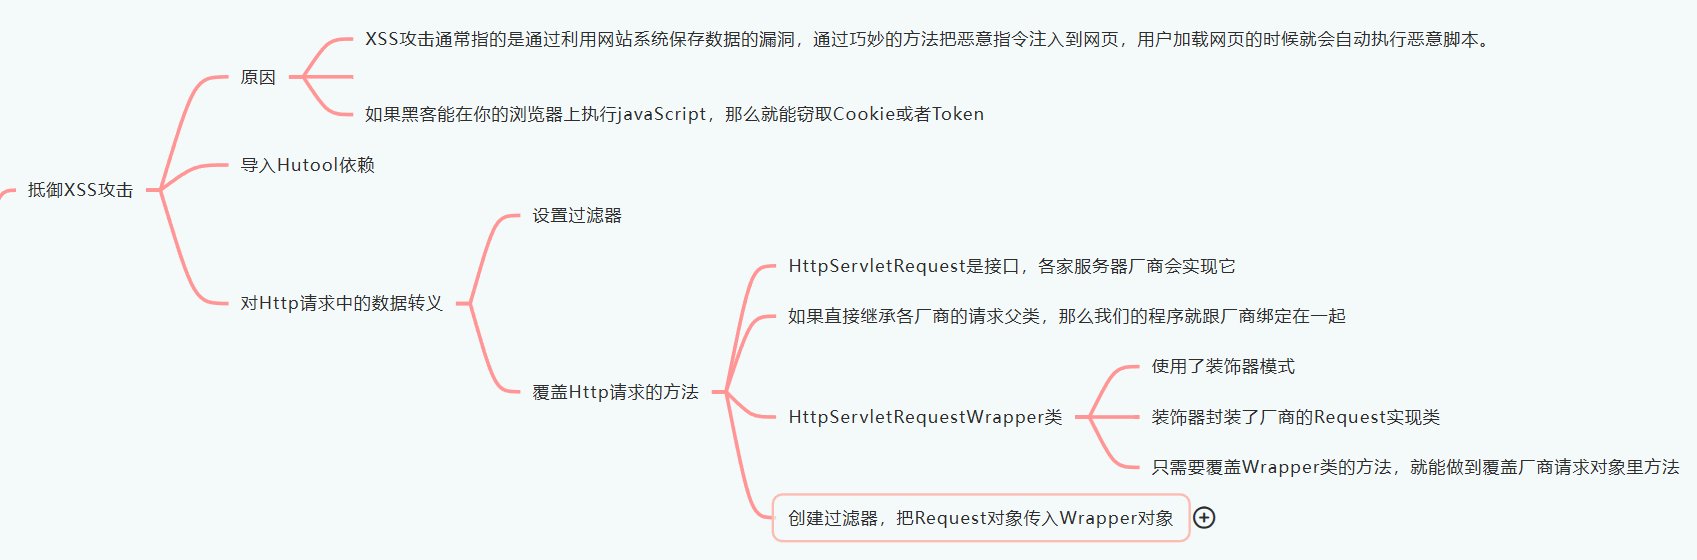 XSS攻击通常指的是通过利用网站系统保存数据的漏洞，通过巧妙的方法把恶意指令注入到网页，用户加载网页的时候就会自动执行恶意脚本。
原因
如果黑客能在你的浏览器上执行javaScript，那么就能窃取Cookie或者Token
导入Hutool依赖
抵御XSS攻击
设置过滤器
HttpServletRequest是接口，各家服务器厂商会实现它
对Http请求中的数据转义
如果直接继承各厂商的请求父类，那么我们的程序就跟厂商绑定在一起
使用了装饰器模式
覆盖Http请求的方法
HttpServletRequestWrapper类
装饰器封装了厂商的Request实现类
只需要覆盖Wrapper类的方法，就能做到覆盖厂商请求对象里方法
创建过滤器，把Request对象传入Wrapper对象